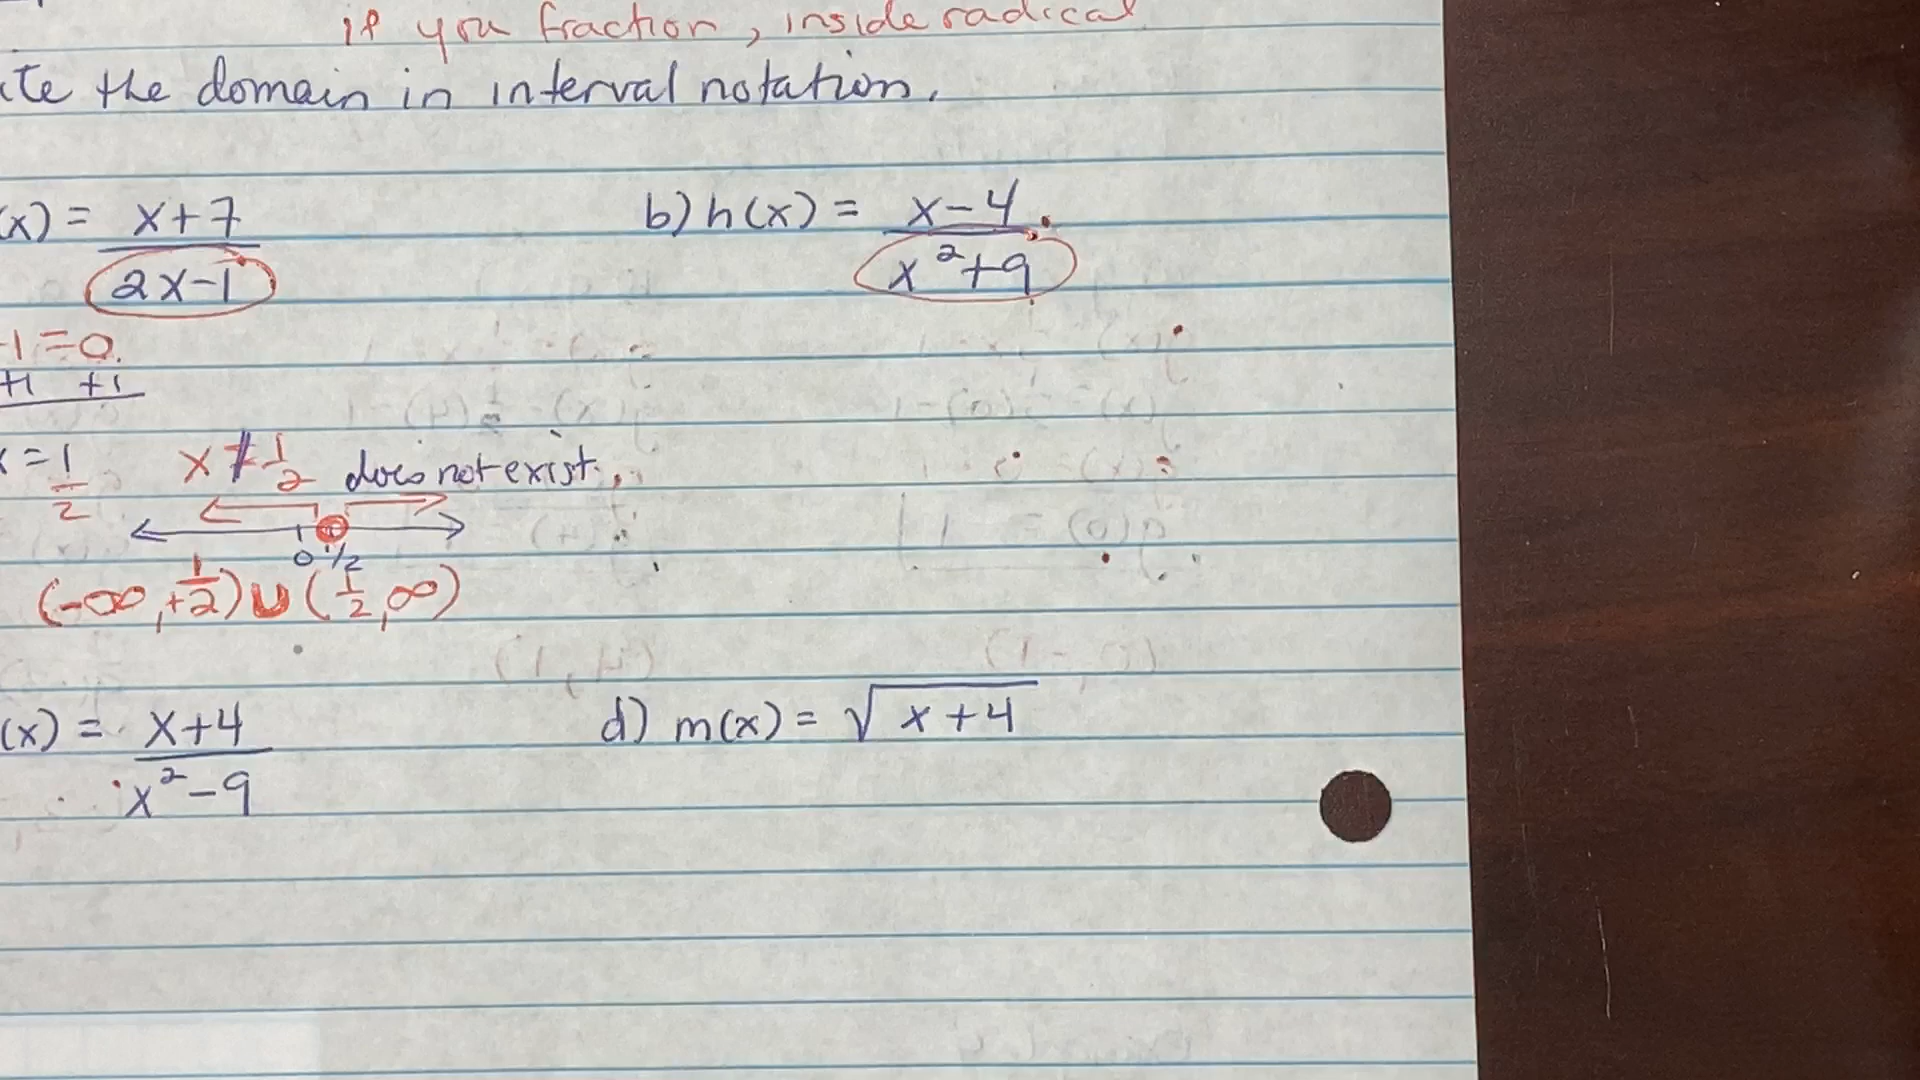 if you fraction, inside radical
ite the domain in interval notation.
(x) = x+7 / 2x-1
b) h(x) = x-4 / x²+9
-1=0
+1 +1
x = 1/2 x ≠ 1/2 does not exist.
0 1/2
(-∞, +1/2) ∪ (1/2, ∞)
(x) = x+4 / x²-9
d) m(x) = √x+4